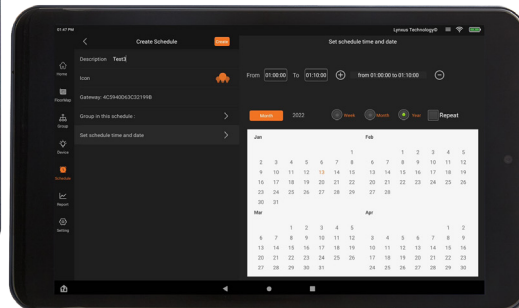 01:47 PM
Lynxus Technology©
Create Schedule
Create
Set schedule time and date
Home
FloorMap
Group
Device
Schedule
Report
Setting
Description Test3
Icon
Gateway: 4C5940D63C32199B
Group in this schedule :
Set schedule time and date
From 01:00:00 To 01:10:00 from 01:00:00 to 01:10:00
Month 2022 Week Month Year Repeat
Jan Feb
1 1 2 3 4 5
2 3 4 5 6 7 8 6 7 8 9 10 11 12
9 10 11 12 13 14 15 13 14 15 16 17 18 19
16 17 18 19 20 21 22 20 21 22 23 24 25 26
23 24 25 26 27 28 29 27 28
30 31
Mar Apr
1 2 3 4 5 1 2
6 7 8 9 10 11 12 3 4 5 6 7 8 9
13 14 15 16 17 18 19 10 11 12 13 14 15 16
20 21 22 23 24 25 26 17 18 19 20 21 22 23
27 28 29 30 31 24 25 26 27 28 29 30